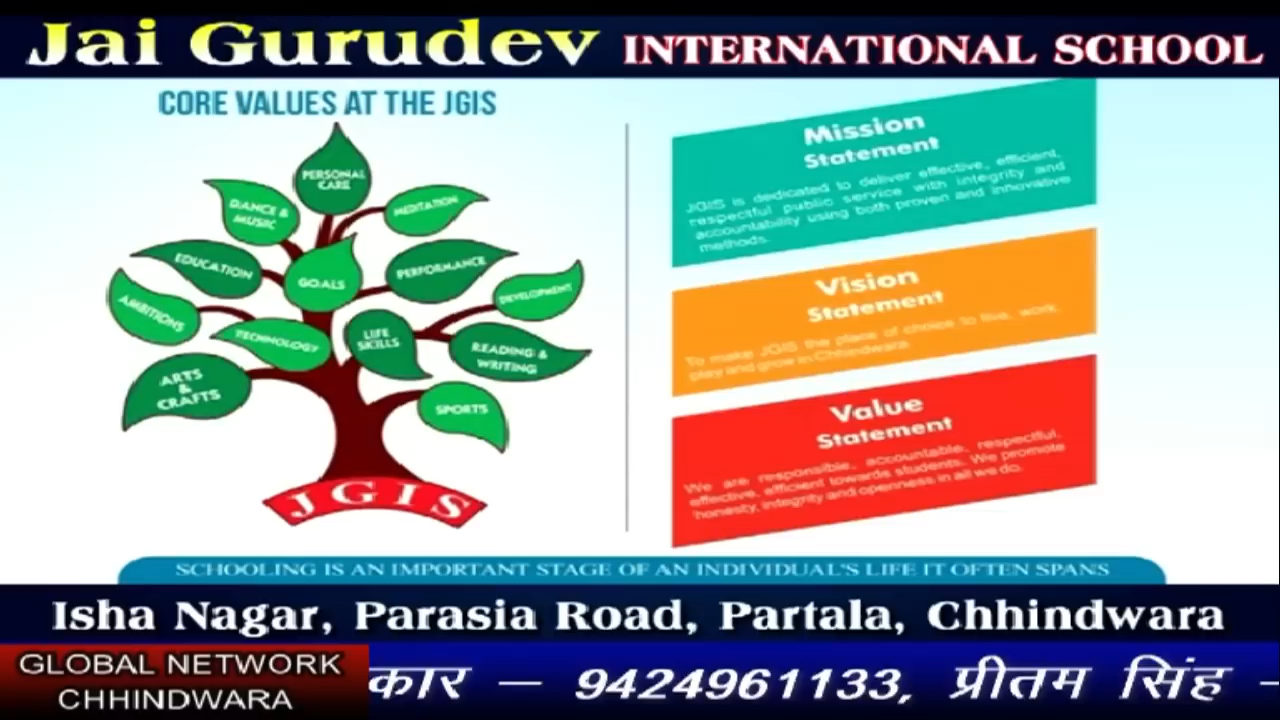 Jai Gurudev INTERNATIONAL SCHOOL
CORE VALUES AT THE JGIS
PERSONAL
CARE
DANCE &
MUSIC
MEDITATION
EDUCATION
GOALS
PERFORMANCE
AMBITIONS
DEVELOPMENT
TECHNOLOGY
LIFE
SKILLS
READING &
WRITING
ARTS
&
CRAFTS
SPORTS
JGIS
Mission
Statement
JGIS is dedicated to deliver effective, efficient,
respectful public service with integrity and
accountability using both proven and innovative
methods.
Vision
Statement
To make JGIS the place of choice to live, work,
play and grow in Chhindwara.
Value
Statement
We are responsible, accountable, respectful,
effective, efficient towards students. We promote
honesty, integrity and openness in all we do.
SCHOOLING IS AN IMPORTANT STAGE OF AN INDIVIDUAL'S LIFE IT OFTEN SPANS
Isha Nagar, Parasia Road, Partala, Chhindwara
GLOBAL NETWORK
CHHINDWARA
कार – 9424961133, प्रीतम सिंह –